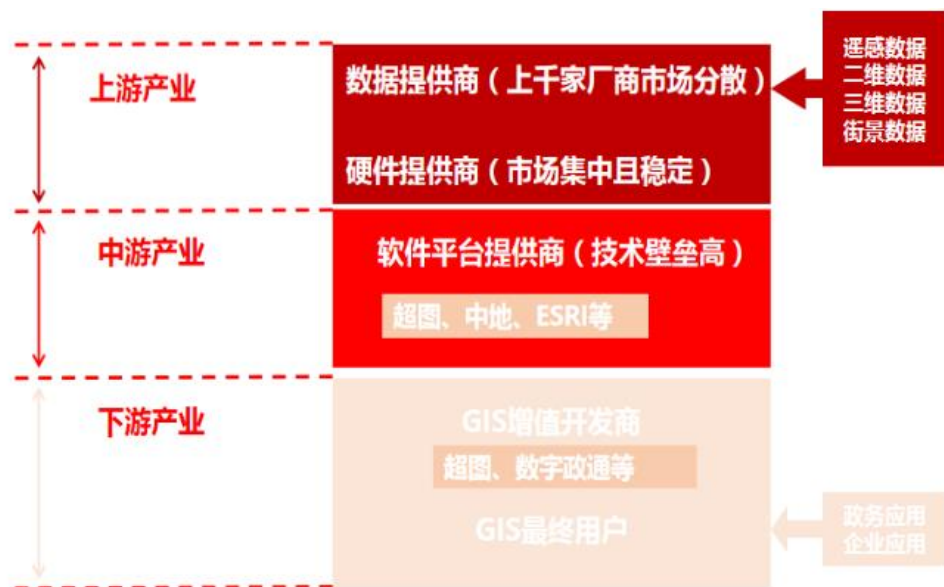 上游产业
数据提供商（上千家厂商市场分散）
硬件提供商（市场集中且稳定）
遥感数据
二维数据
三维数据
街景数据
中游产业
软件平台提供商（技术壁垒高）
超图、中地、ESRI等
下游产业
GIS增值开发商
超图、数字政通等
GIS最终用户
政务应用
企业应用